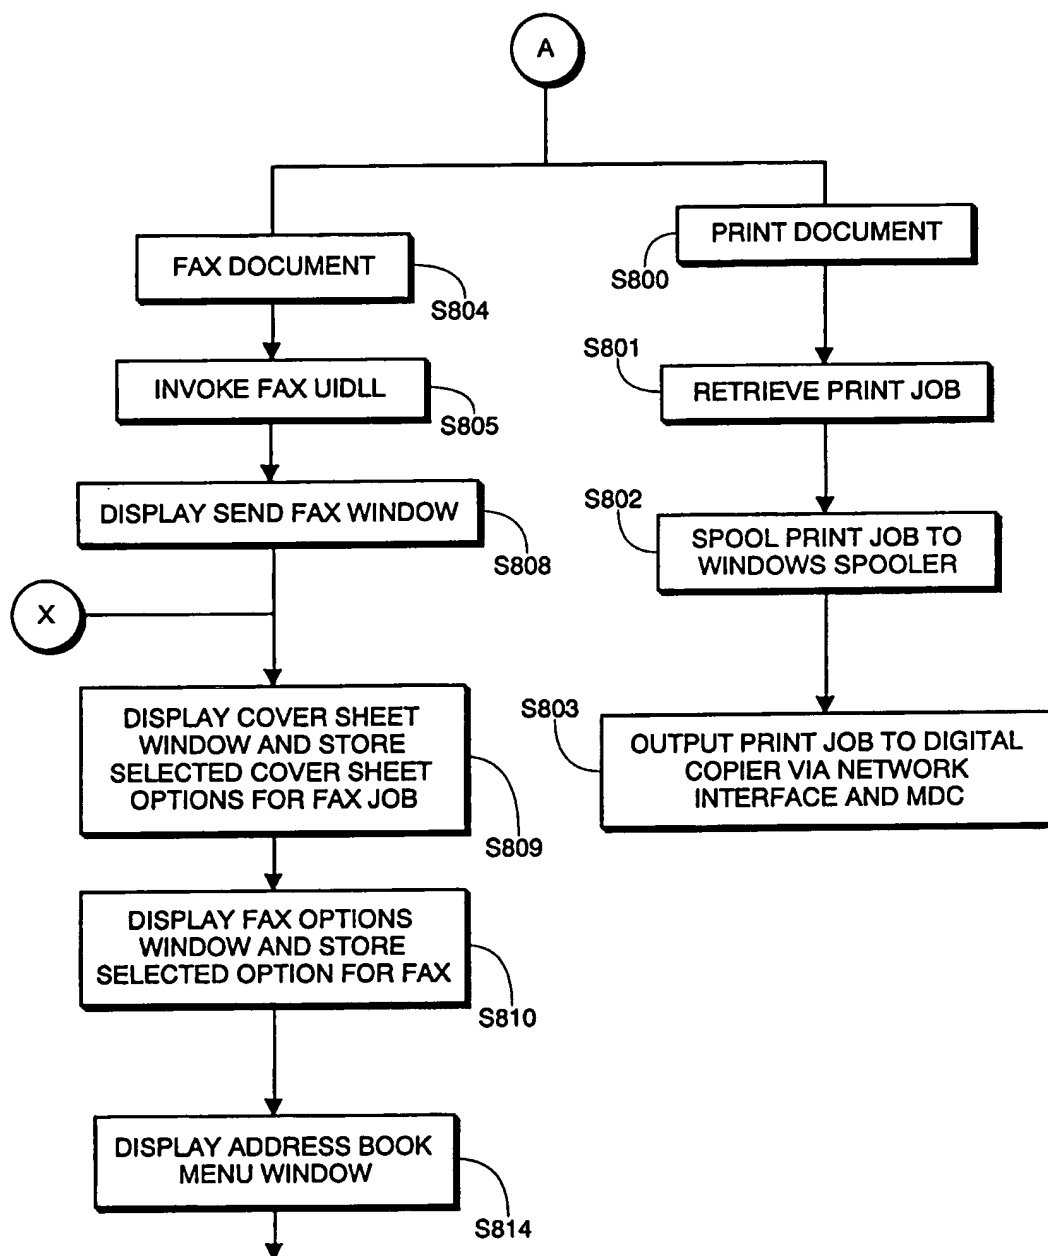 A
FAX DOCUMENT
S804
INVOKE FAX UIDLL
S805
DISPLAY SEND FAX WINDOW
S808
X
DISPLAY COVER SHEET
WINDOW AND STORE
SELECTED COVER SHEET
OPTIONS FOR FAX JOB
S809
DISPLAY FAX OPTIONS
WINDOW AND STORE
SELECTED OPTION FOR FAX
S810
DISPLAY ADDRESS BOOK
MENU WINDOW
S814
PRINT DOCUMENT
S800
S801
RETRIEVE PRINT JOB
S802
SPOOL PRINT JOB TO
WINDOWS SPOOLER
S803
OUTPUT PRINT JOB TO DIGITAL
COPIER VIA NETWORK
INTERFACE AND MDC